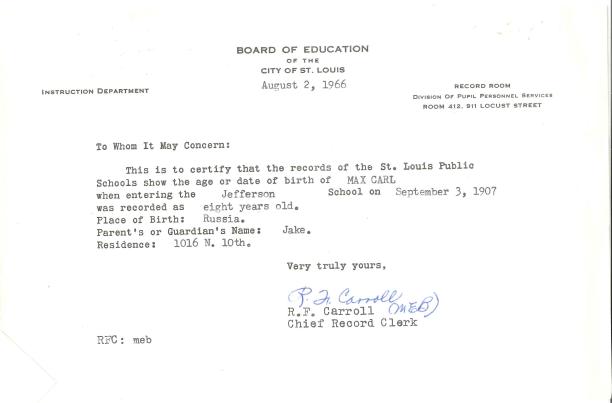 BOARD OF EDUCATION
OF THE
CITY OF ST. LOUIS
August 2, 1966
INSTRUCTION DEPARTMENT
RECORD ROOM
DIVISION OF PUPIL PERSONNEL SERVICES
ROOM 412, 911 LOCUST STREET
To Whom It May Concern:
This is to certify that the records of the St. Louis Public
Schools show the age or date of birth of MAX CARL
when entering the Jefferson School on September 3, 1907
was recorded as eight years old.
Place of Birth: Russia.
Parent's or Guardian's Name: Jake.
Residence: 1016 N. 10th.
Very truly yours,
R. F. Carroll
(MEB)
R.F. Carroll
Chief Record Clerk
RFC: meb